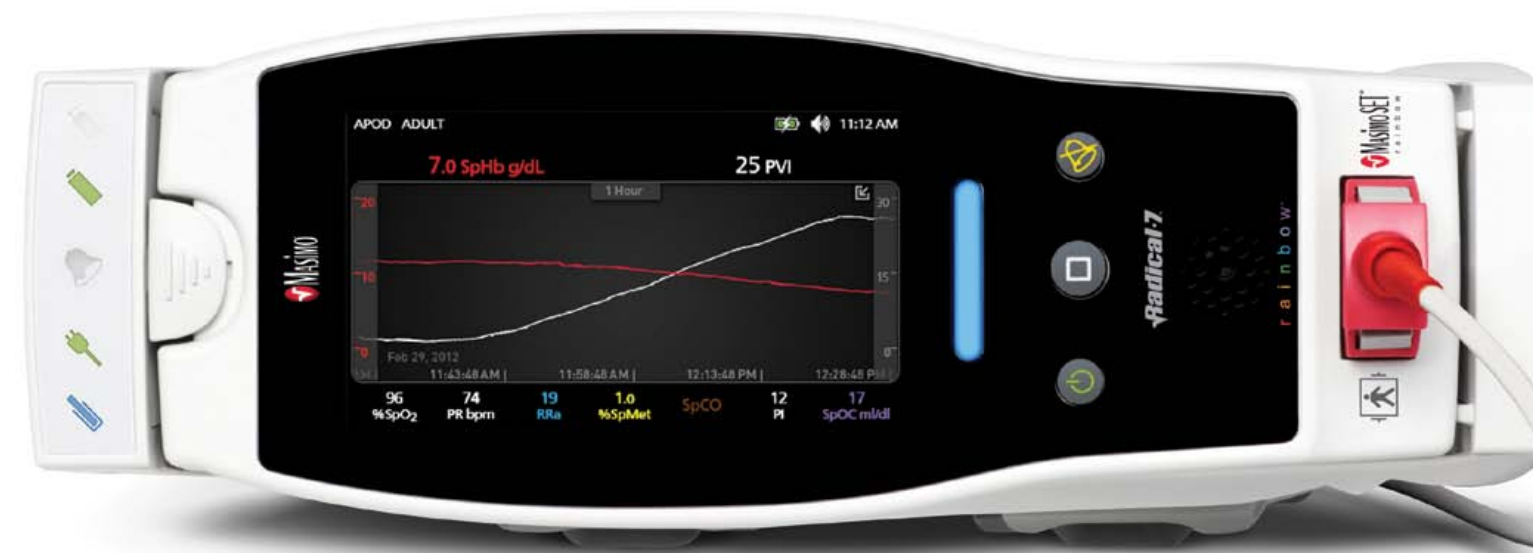 APOD ADULT 11:12 AM
7.0 SpHb g/dL 25 PVI
1 Hour
20 30
10 15
0 0
Feb 29, 2012
11:43:48 AM | 11:58:48 AM | 12:13:48 PM | 12:28:48 PM |
96 74 19 1.0 SpCO 12 17
%SpO₂ PR bpm RRa %SpMet PI SpOC ml/dl
MASIMO
Radical-7
rainbow
MASIMO SET®
rainbow